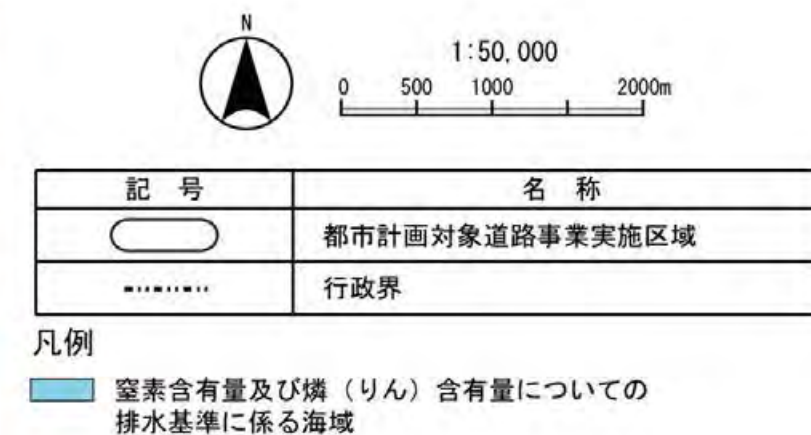 N
1:50,000
0 500 1000 2000m
記 号 名 称
都市計画対象道路事業実施区域
行政界
凡例
窒素含有量及び燐（りん）含有量についての
排水基準に係る海域